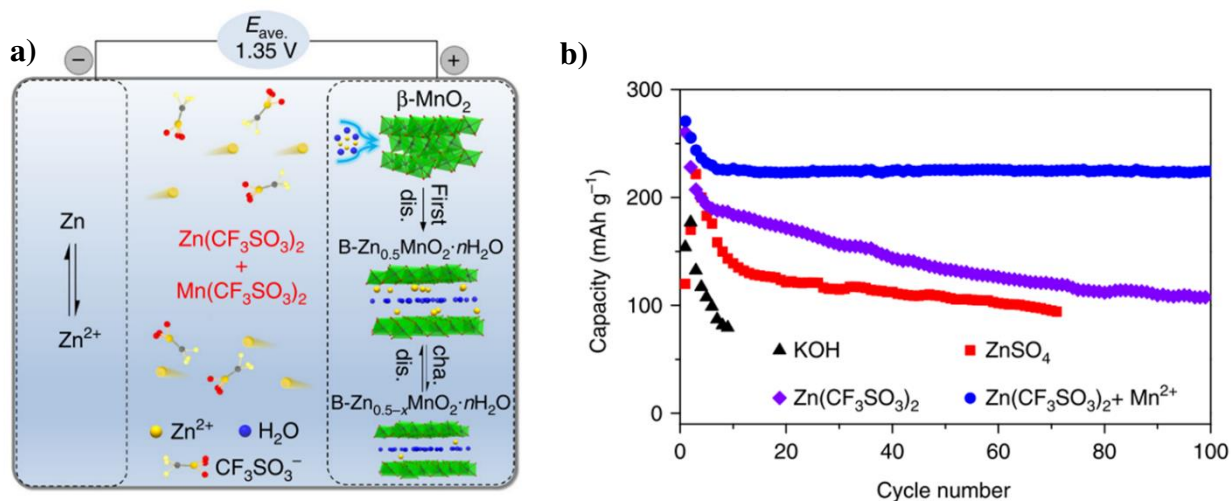 a)
E_ave.
1.35 V
−
+
Zn
Zn²⁺
Zn(CF₃SO₃)₂
+
Mn(CF₃SO₃)₂
Zn²⁺ H₂O
CF₃SO₃⁻
β-MnO₂
First
dis.
B-Zn₀.₅MnO₂·nH₂O
dis.
cha.
B-Zn₀.₅₋ₓMnO₂·nH₂O
b)
Capacity (mAh g⁻¹)
300
200
100
0
KOH ZnSO₄
Zn(CF₃SO₃)₂ Zn(CF₃SO₃)₂+ Mn²⁺
0 20 40 60 80 100
Cycle number